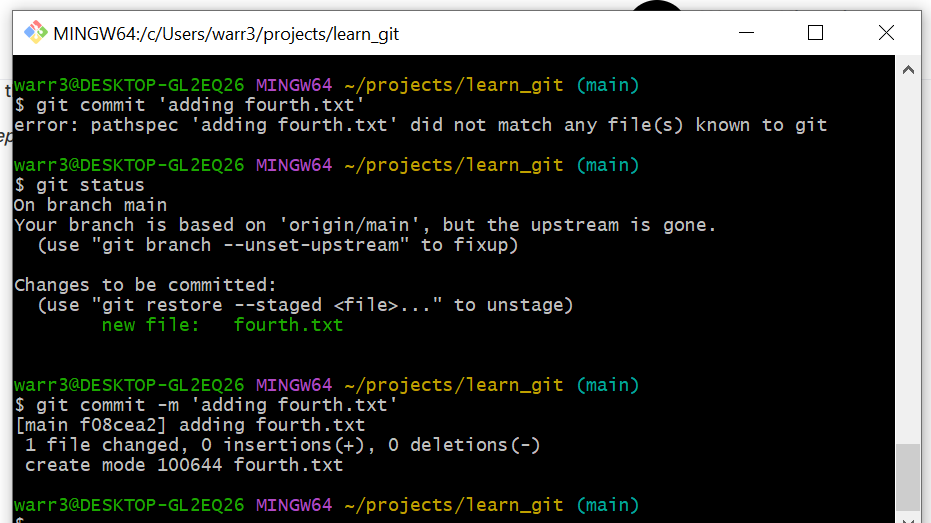 MINGW64:/c/Users/warr3/projects/learn_git
warr3@DESKTOP-GL2EQ26 MINGW64 ~/projects/learn_git (main)
$ git commit 'adding fourth.txt'
error: pathspec 'adding fourth.txt' did not match any file(s) known to git
warr3@DESKTOP-GL2EQ26 MINGW64 ~/projects/learn_git (main)
$ git status
On branch main
Your branch is based on 'origin/main', but the upstream is gone.
  (use "git branch --unset-upstream" to fixup)
Changes to be committed:
  (use "git restore --staged <file>..." to unstage)
        new file:   fourth.txt
warr3@DESKTOP-GL2EQ26 MINGW64 ~/projects/learn_git (main)
$ git commit -m 'adding fourth.txt'
[main f08cea2] adding fourth.txt
 1 file changed, 0 insertions(+), 0 deletions(-)
 create mode 100644 fourth.txt
warr3@DESKTOP-GL2EQ26 MINGW64 ~/projects/learn_git (main)
$